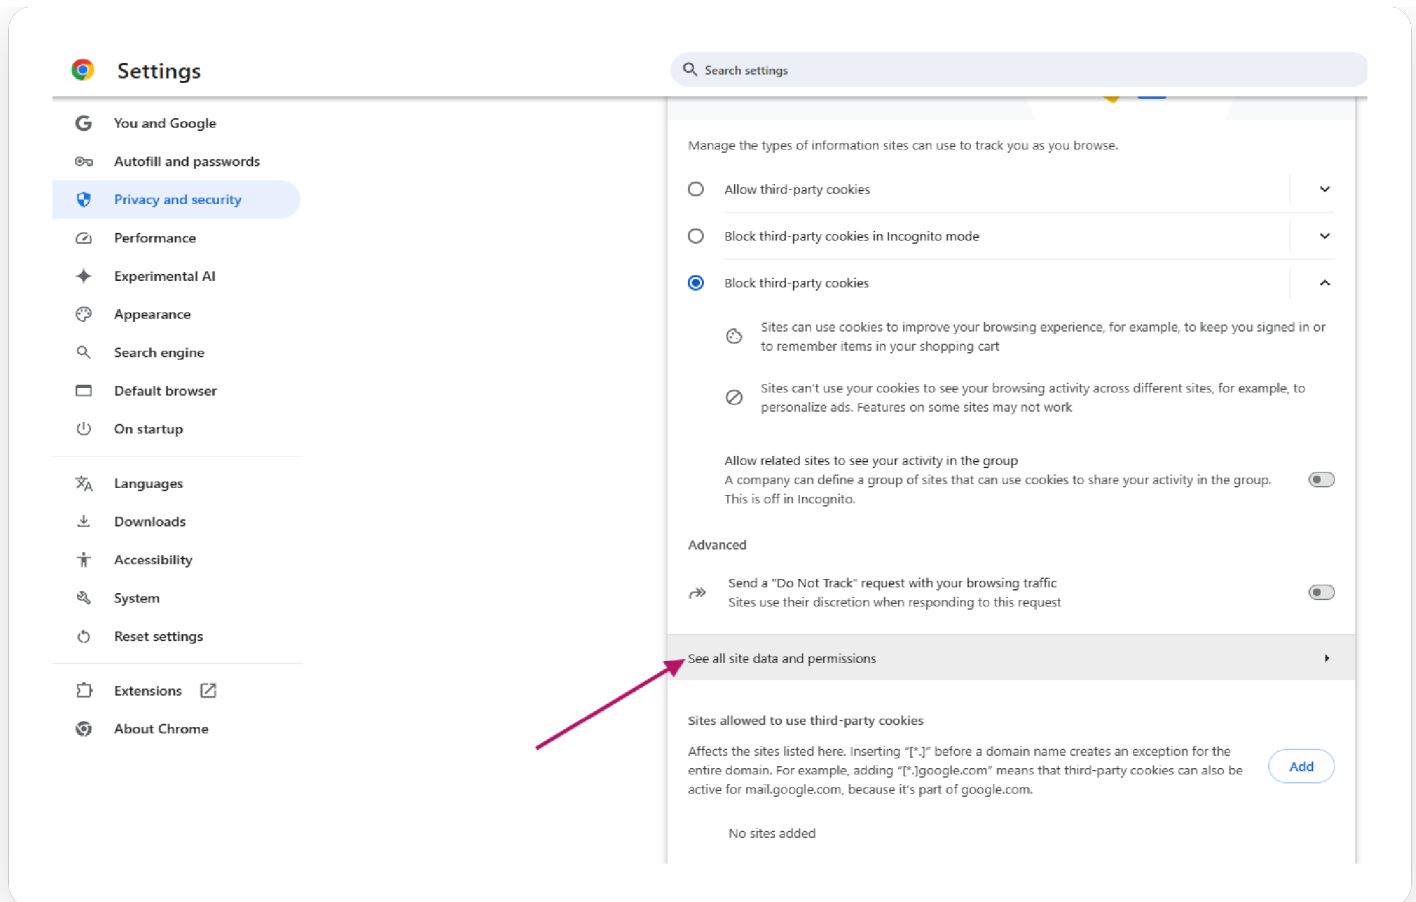 Settings
Search settings
You and Google
Autofill and passwords
Privacy and security
Performance
Experimental AI
Appearance
Search engine
Default browser
On startup
Languages
Downloads
Accessibility
System
Reset settings
Extensions
About Chrome
Manage the types of information sites can use to track you as you browse.
Allow third-party cookies
Block third-party cookies in Incognito mode
Block third-party cookies
Sites can use cookies to improve your browsing experience, for example, to keep you signed in or
to remember items in your shopping cart
Sites can't use your cookies to see your browsing activity across different sites, for example, to
personalize ads. Features on some sites may not work
Allow related sites to see your activity in the group
A company can define a group of sites that can use cookies to share your activity in the group.
This is off in Incognito.
Advanced
Send a "Do Not Track" request with your browsing traffic
Sites use their discretion when responding to this request
See all site data and permissions
Sites allowed to use third-party cookies
Affects the sites listed here. Inserting “[*.]” before a domain name creates an exception for the
entire domain. For example, adding “[*.]google.com” means that third-party cookies can also be
active for mail.google.com, because it's part of google.com.
Add
No sites added